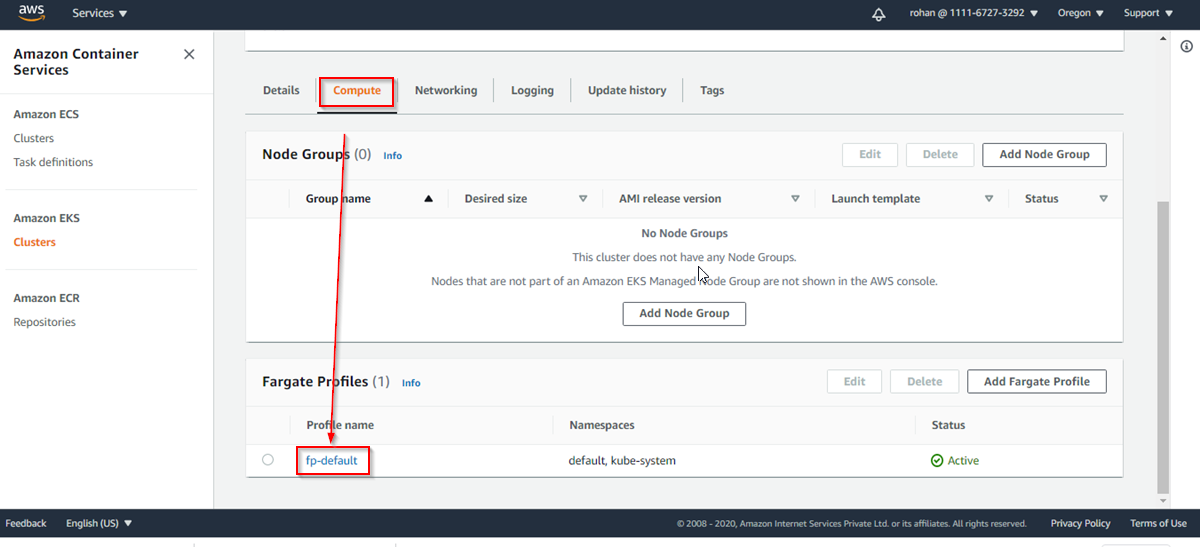 aws Services rohan @ 1111-6727-3292 Oregon Support
Amazon Container
Services
Amazon ECS
Clusters
Task definitions
Amazon EKS
Clusters
Amazon ECR
Repositories
Details Compute Networking Logging Update history Tags
Node Groups (0) Info Edit Delete Add Node Group
Group name Desired size AMI release version Launch template Status
No Node Groups
This cluster does not have any Node Groups.
Nodes that are not part of an Amazon EKS Managed Node Group are not shown in the AWS console.
Add Node Group
Fargate Profiles (1) Info Edit Delete Add Fargate Profile
Profile name Namespaces Status
fp-default default, kube-system Active
Feedback English (US) © 2008 - 2020, Amazon Internet Services Private Ltd. or its affiliates. All rights reserved. Privacy Policy Terms of Use